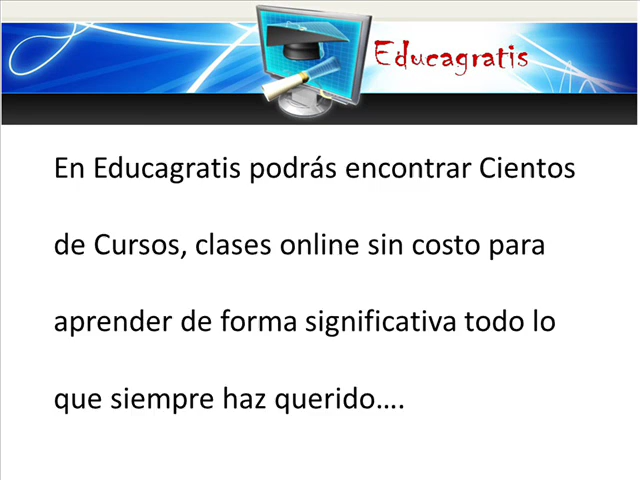 Educagratis
En Educagratis podrás encontrar Cientos
de Cursos, clases online sin costo para
aprender de forma significativa todo lo
que siempre haz querido....